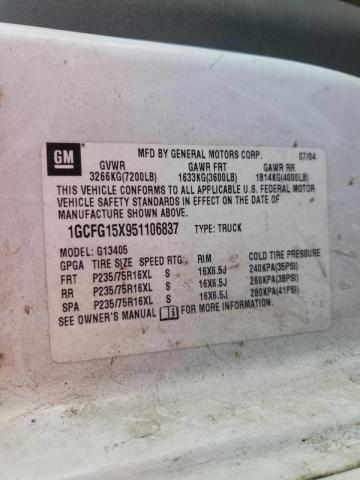 GM
MFD BY GENERAL MOTORS CORP. 07/04
GVWR GAWR FRT GAWR RR
3266KG(7200LB) 1633KG(3600LB) 1814KG(4000LB)
THIS VEHICLE CONFORMS TO ALL APPLICABLE U.S. FEDERAL MOTOR
VEHICLE SAFETY STANDARDS IN EFFECT ON THE DATE OF
MANUFACTURE SHOWN ABOVE.
1GCFG15X951106837 TYPE: TRUCK
MODEL: G13405
GPGA TIRE SIZE SPEED RTG RIM COLD TIRE PRESSURE
FRT P235/75R16XL S 16X6.5J 240KPA(35PSI)
RR P235/75R16XL S 16X6.5J 260KPA(38PSI)
SPA P235/75R16XL S 16X6.5J 280KPA(41PSI)
SEE OWNER'S MANUAL FOR MORE INFORMATION.